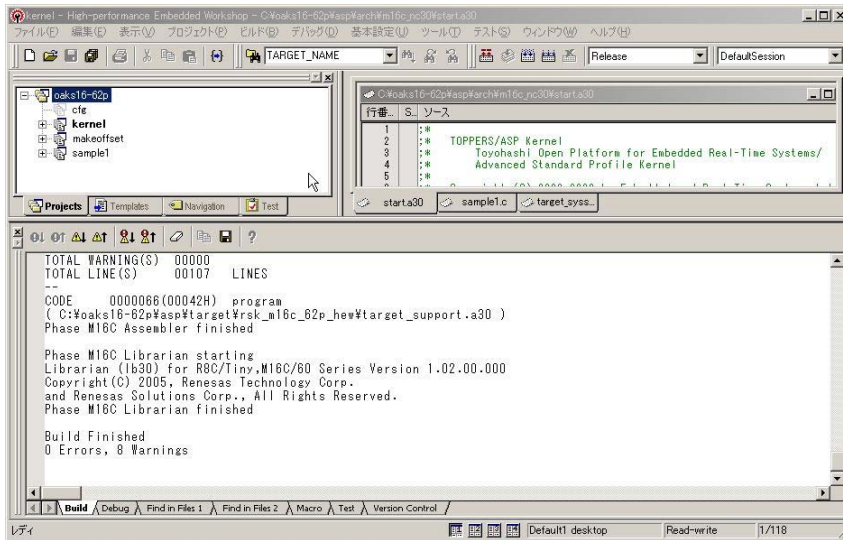 kernel - High-performance Embedded Workshop - C:¥oaks16-62p¥asp¥arch¥m16c_nc30¥start.a30
ファイル(F) 編集(E) 表示(V) プロジェクト(P) ビルド(B) デバッグ(D) 基本設定(U) ツール(T) テスト(S) ウィンドウ(W) ヘルプ(H)
TARGET_NAME Release DefaultSession
oaks16-62p
cfg
kernel
makeoffset
sample1
Projects Templates Navigation Test
C:¥oaks16-62p¥asp¥arch¥m16c_nc30¥start.a30
行番... S... ソース
1 ;*
2 ;* TOPPERS/ASP Kernel
3 ;* Toyohashi Open Platform for Embedded Real-Time Systems/
4 ;* Advanced Standard Profile Kernel
5 ;*
start.a30 sample1.c target_syss...
TOTAL WARNING(S) 00000
TOTAL LINE(S) 00107 LINES
--
CODE 0000066(00042H) program
( C:¥oaks16-62p¥asp¥target¥rsk_m16c_62p_hew¥target_support.a30 )
Phase M16C Assembler finished
Phase M16C Librarian starting
Librarian (lb30) for R8C/Tiny,M16C/60 Series Version 1.02.00.000
Copyright(C) 2005, Renesas Technology Corp.
and Renesas Solutions Corp., All Rights Reserved.
Phase M16C Librarian finished
Build Finished
0 Errors, 8 Warnings
Build Debug Find in Files 1 Find in Files 2 Macro Test Version Control
レディ Default1 desktop Read-write 1/118